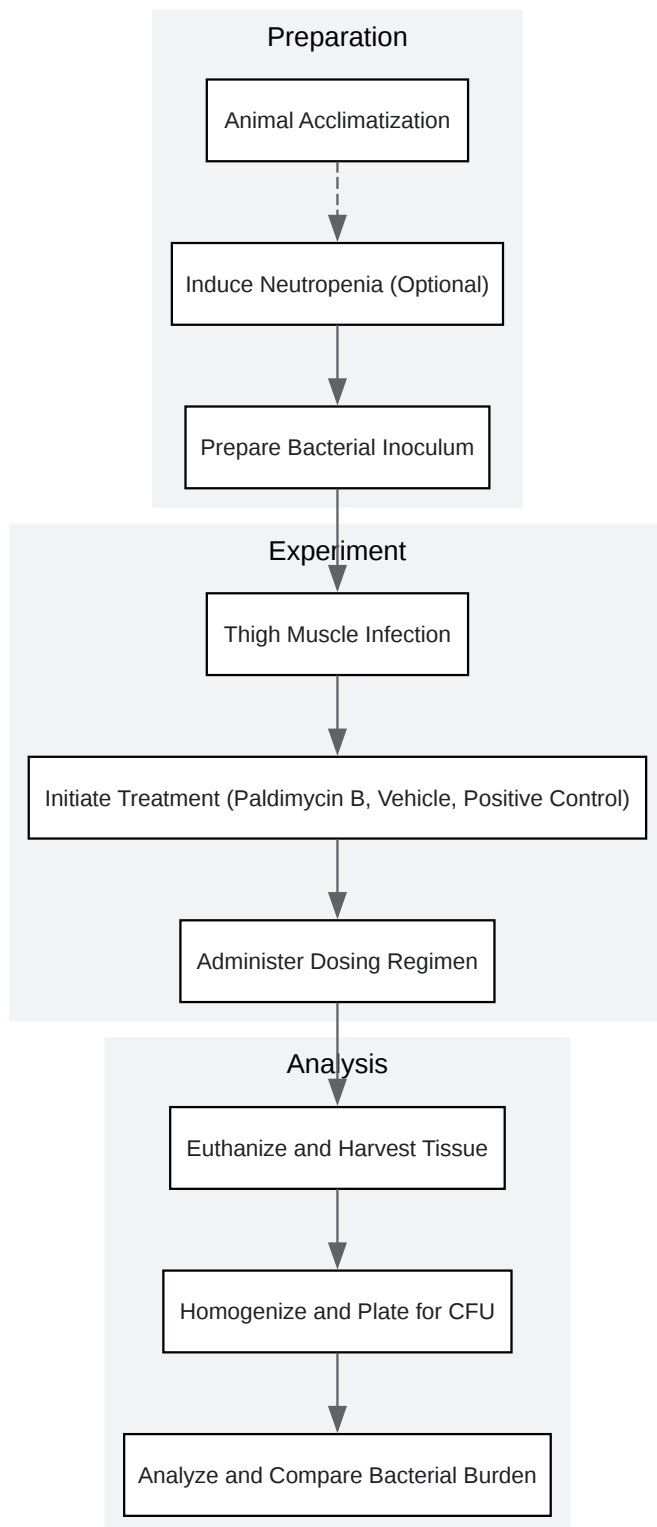 Preparation
Animal Acclimatization
Induce Neutropenia (Optional)
Prepare Bacterial Inoculum
Experiment
Thigh Muscle Infection
Initiate Treatment (Paldimycin B, Vehicle, Positive Control)
Administer Dosing Regimen
Analysis
Euthanize and Harvest Tissue
Homogenize and Plate for CFU
Analyze and Compare Bacterial Burden